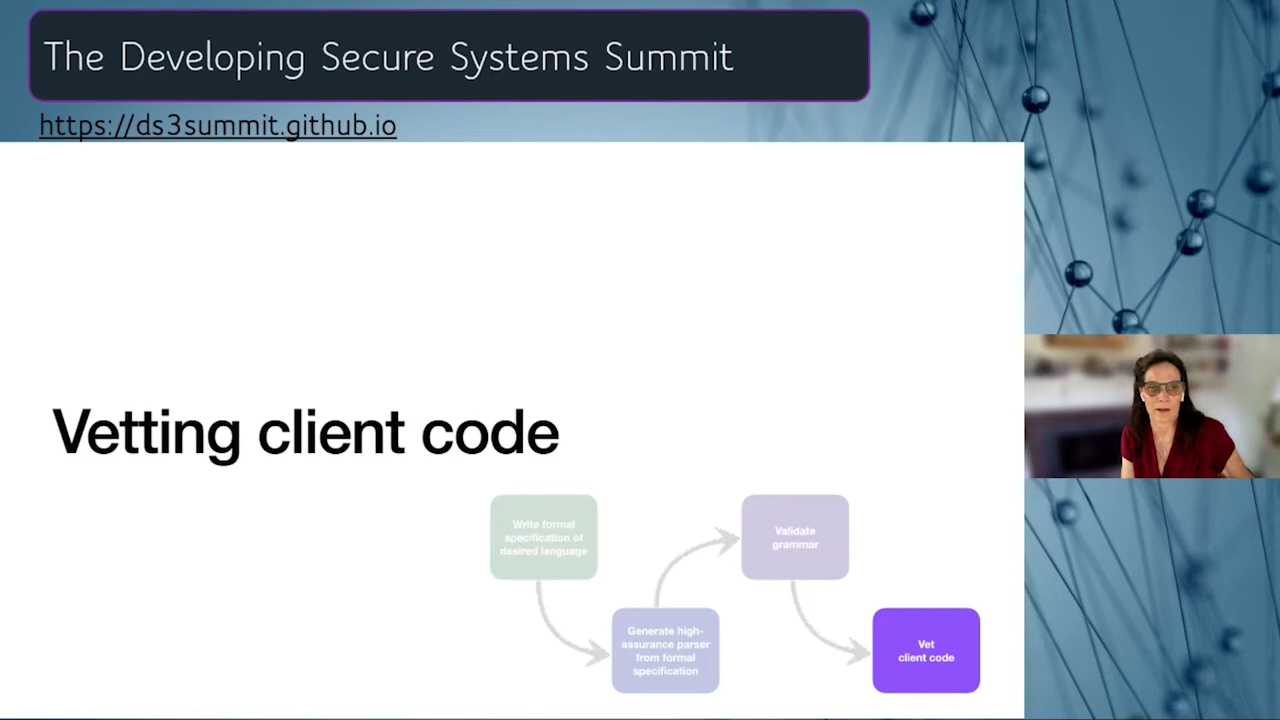 The Developing Secure Systems Summit
https://ds3summit.github.io
Vetting client code
Write formal
specification of
desired language
Generate high-
assurance parser
from formal
specification
Validate
grammar
Vet
client code